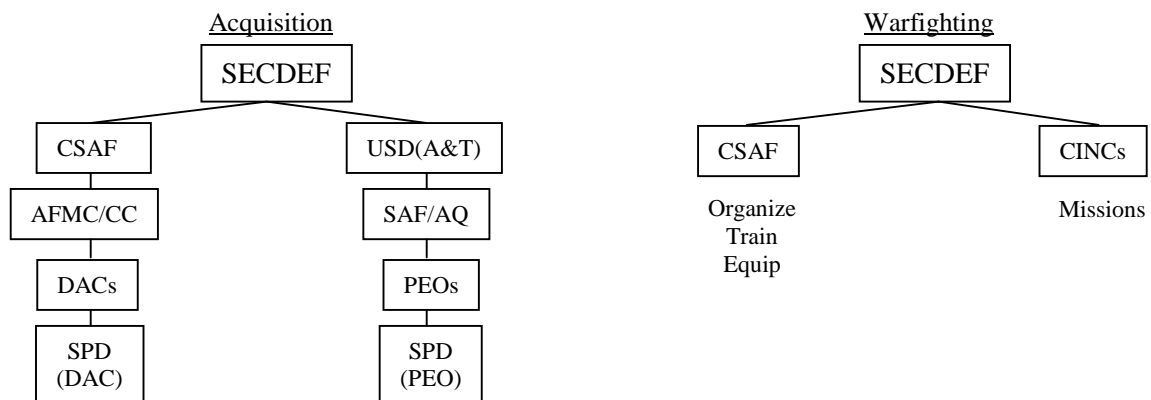 Acquisition
SECDEF
CSAF
USD(A&T)
AFMC/CC
SAF/AQ
DACs
PEOs
SPD
(DAC)
SPD
(PEO)
Warfighting
SECDEF
CSAF
CINCs
Organize
Train
Equip
Missions